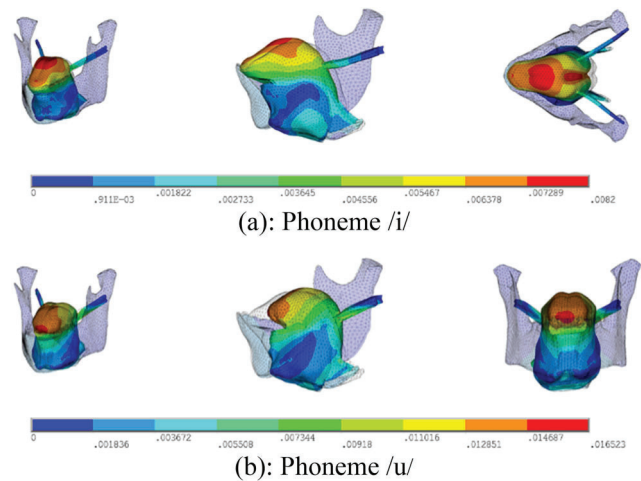 0 .911E-03 .001822 .002733 .003645 .004556 .005467 .006378 .007289 .0082
(a): Phoneme /i/
0 .001836 .003672 .005508 .007344 .00918 .011016 .012851 .014687 .016523
(b): Phoneme /u/